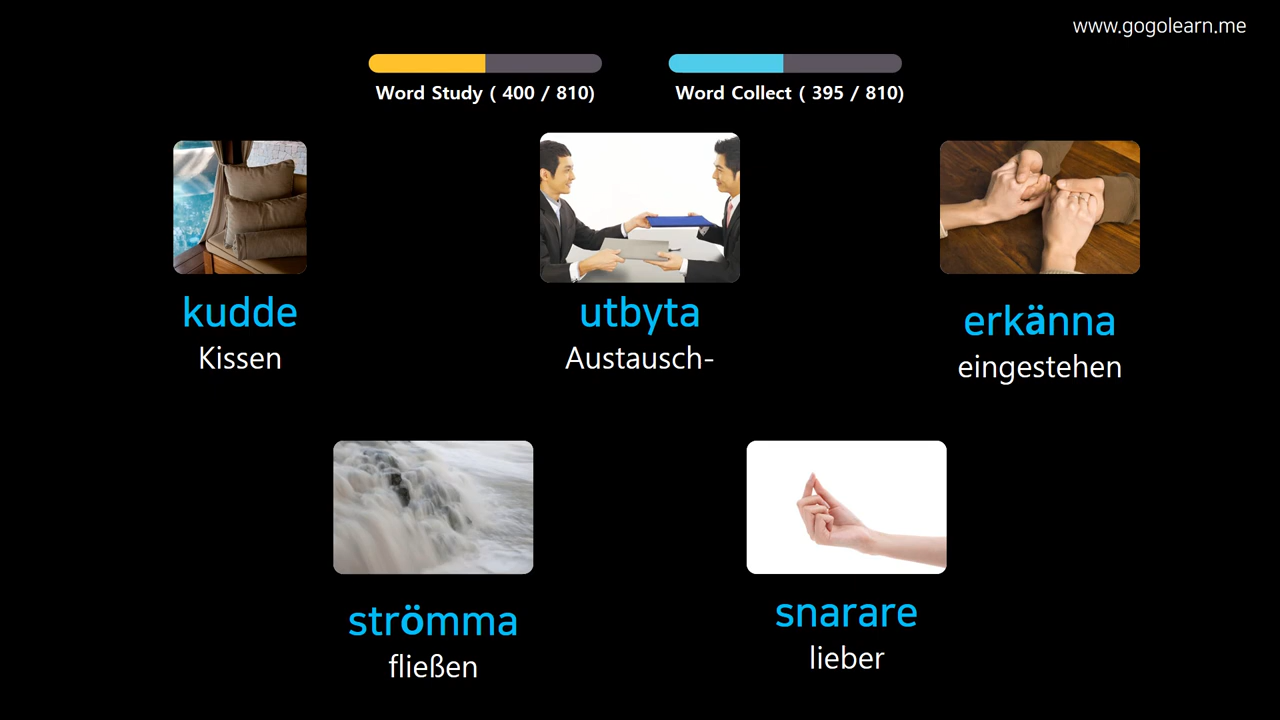 www.gogolearn.me
Word Study ( 400 / 810)
Word Collect ( 395 / 810)
kudde
Kissen
utbyta
Austausch-
erkänna
eingestehen
strömma
fließen
snarare
lieber